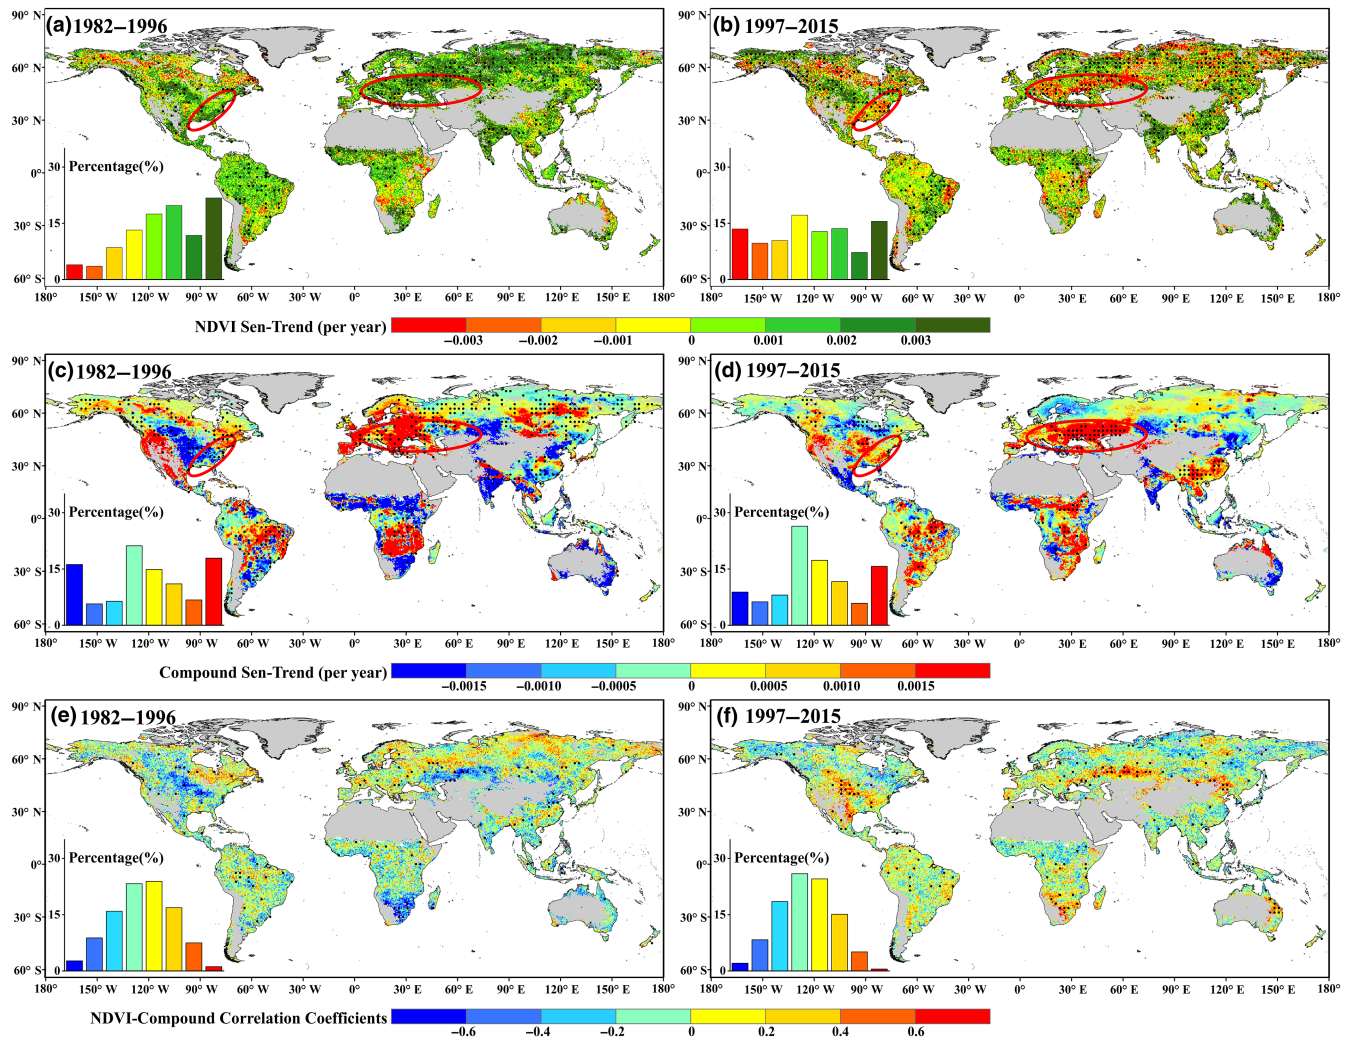 (a) 1982–1996
(b) 1997–2015
90° N
60° N
30° N
0°
30° S
60° S
Percentage(%)
30
15
0
180° 150° W 120° W 90° W 60° W 30° W 0° 30° E 60° E 90° E 120° E 150° E 180°
90° N
60° N
30° N
0°
30° S
60° S
Percentage(%)
30
15
0
180° 150° W 120° W 90° W 60° W 30° W 0° 30° E 60° E 90° E 120° E 150° E 180°
NDVI Sen-Trend (per year)
−0.003 −0.002 −0.001 0 0.001 0.002 0.003
(c) 1982–1996
(d) 1997–2015
90° N
60° N
30° N
0°
30° S
60° S
Percentage(%)
30
15
0
180° 150° W 120° W 90° W 60° W 30° W 0° 30° E 60° E 90° E 120° E 150° E 180°
90° N
60° N
30° N
0°
30° S
60° S
Percentage(%)
30
15
0
180° 150° W 120° W 90° W 60° W 30° W 0° 30° E 60° E 90° E 120° E 150° E 180°
Compound Sen-Trend (per year)
−0.0015 −0.0010 −0.0005 0 0.0005 0.0010 0.0015
(e) 1982–1996
(f) 1997–2015
90° N
60° N
30° N
0°
30° S
60° S
Percentage(%)
30
15
0
180° 150° W 120° W 90° W 60° W 30° W 0° 30° E 60° E 90° E 120° E 150° E 180°
90° N
60° N
30° N
0°
30° S
60° S
Percentage(%)
30
15
0
180° 150° W 120° W 90° W 60° W 30° W 0° 30° E 60° E 90° E 120° E 150° E 180°
NDVI-Compound Correlation Coefficients
−0.6 −0.4 −0.2 0 0.2 0.4 0.6